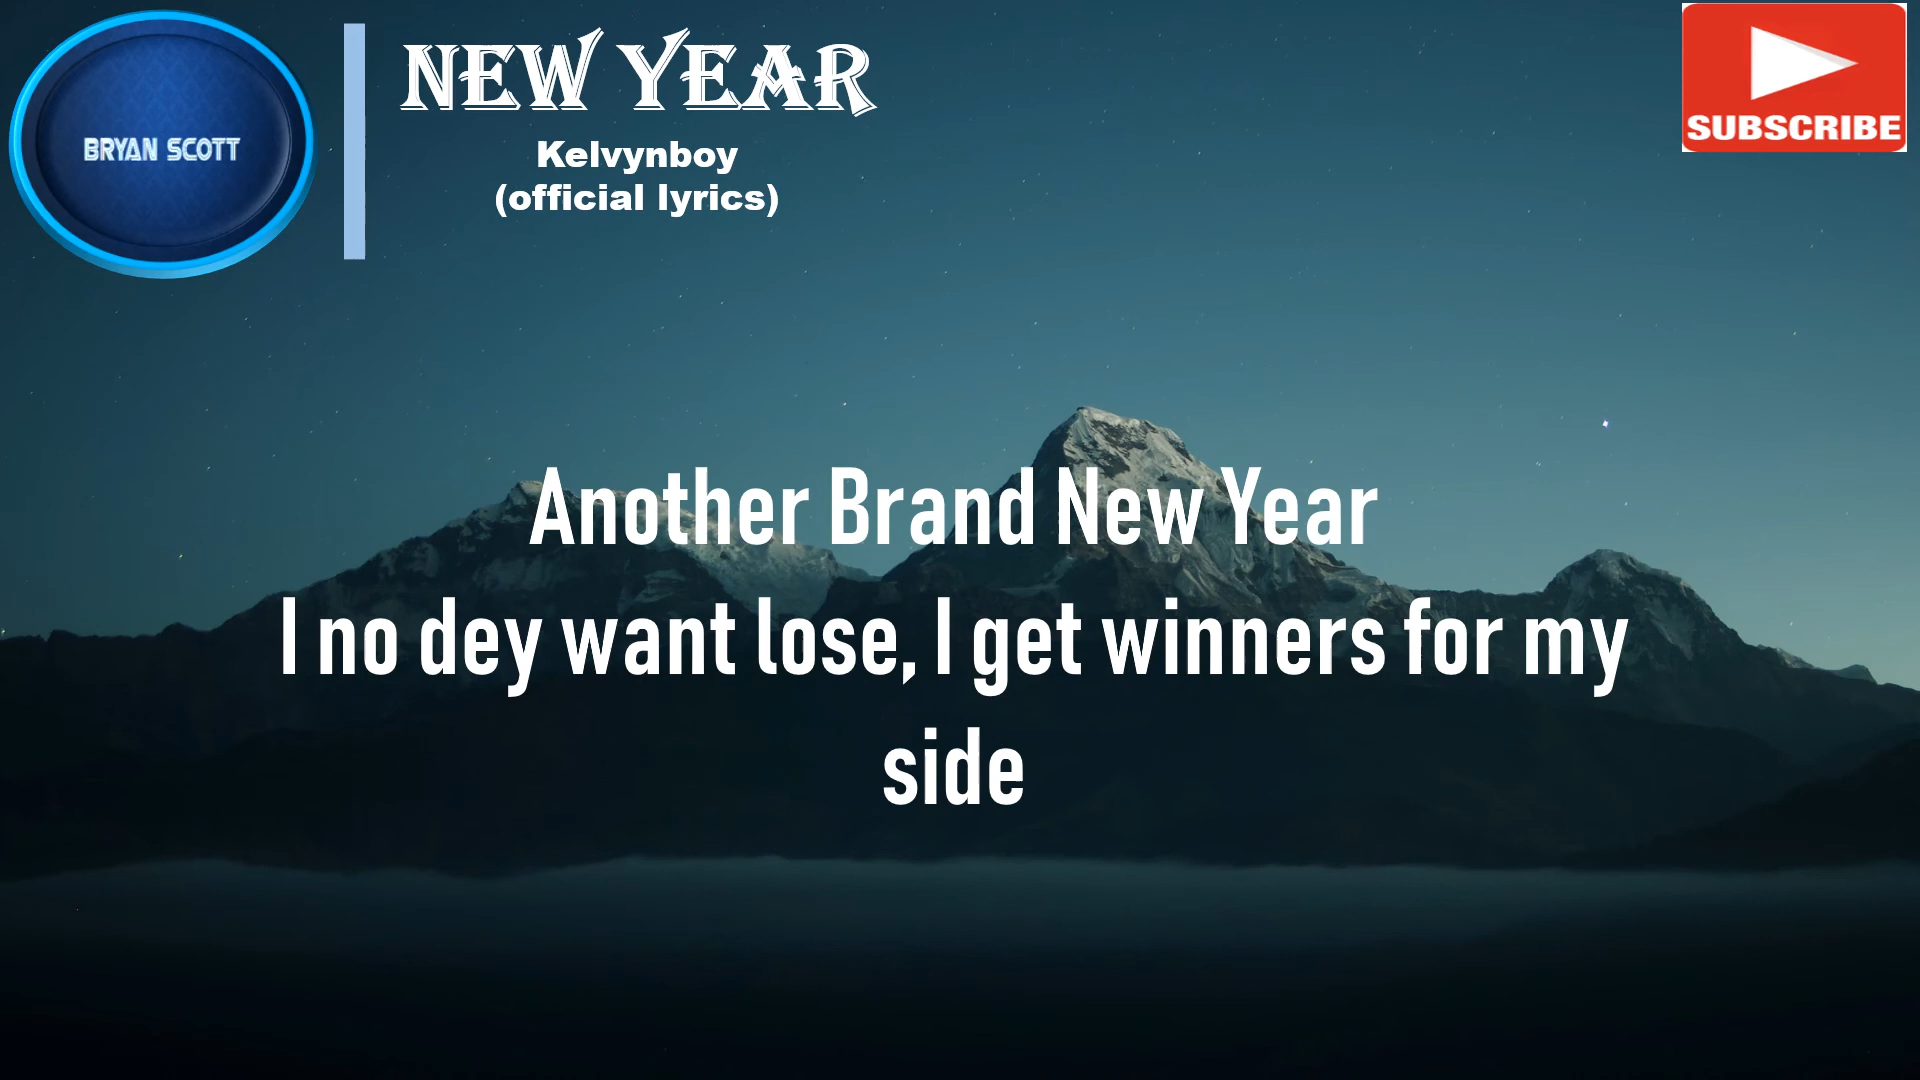 BRYAN SCOTT
NEW YEAR
Kelvynboy
(official lyrics)
SUBSCRIBE
Another Brand New Year
I no dey want lose, I get winners for my
side